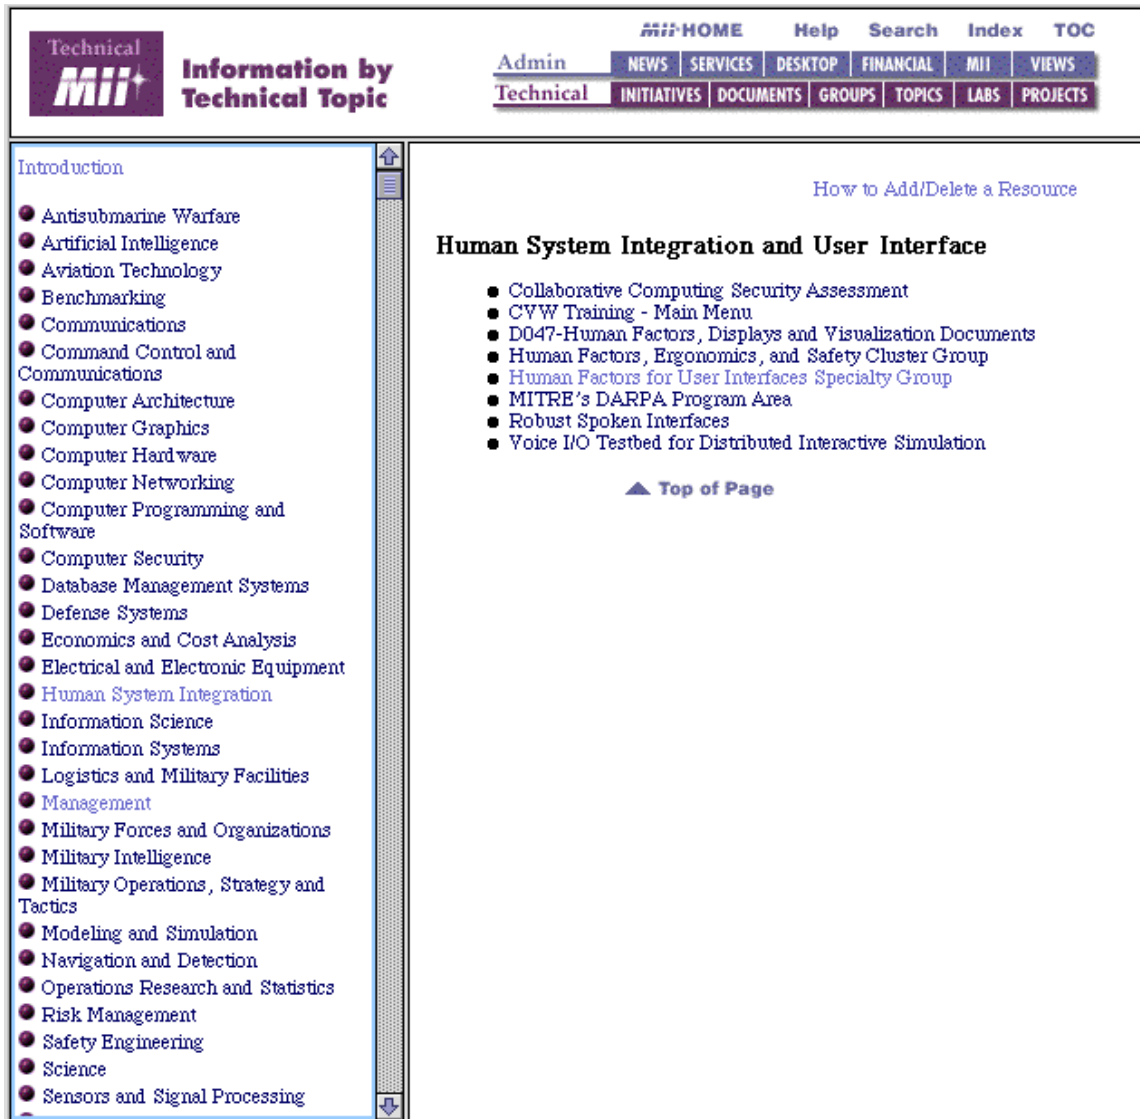 Technical
Mii
Information by
Technical Topic
Mii-HOME Help Search Index TOC
Admin NEWS SERVICES DESKTOP FINANCIAL MII VIEWS
Technical INITIATIVES DOCUMENTS GROUPS TOPICS LABS PROJECTS
Introduction
Antisubmarine Warfare
Artificial Intelligence
Aviation Technology
Benchmarking
Communications
Command Control and
Communications
Computer Architecture
Computer Graphics
Computer Hardware
Computer Networking
Computer Programming and
Software
Computer Security
Database Management Systems
Defense Systems
Economics and Cost Analysis
Electrical and Electronic Equipment
Human System Integration
Information Science
Information Systems
Logistics and Military Facilities
Management
Military Forces and Organizations
Military Intelligence
Military Operations, Strategy and
Tactics
Modeling and Simulation
Navigation and Detection
Operations Research and Statistics
Risk Management
Safety Engineering
Science
Sensors and Signal Processing
How to Add/Delete a Resource
Human System Integration and User Interface
Collaborative Computing Security Assessment
CVW Training - Main Menu
D047-Human Factors, Displays and Visualization Documents
Human Factors, Ergonomics, and Safety Cluster Group
Human Factors for User Interfaces Specialty Group
MITRE's DARPA Program Area
Robust Spoken Interfaces
Voice I/O Testbed for Distributed Interactive Simulation
Top of Page